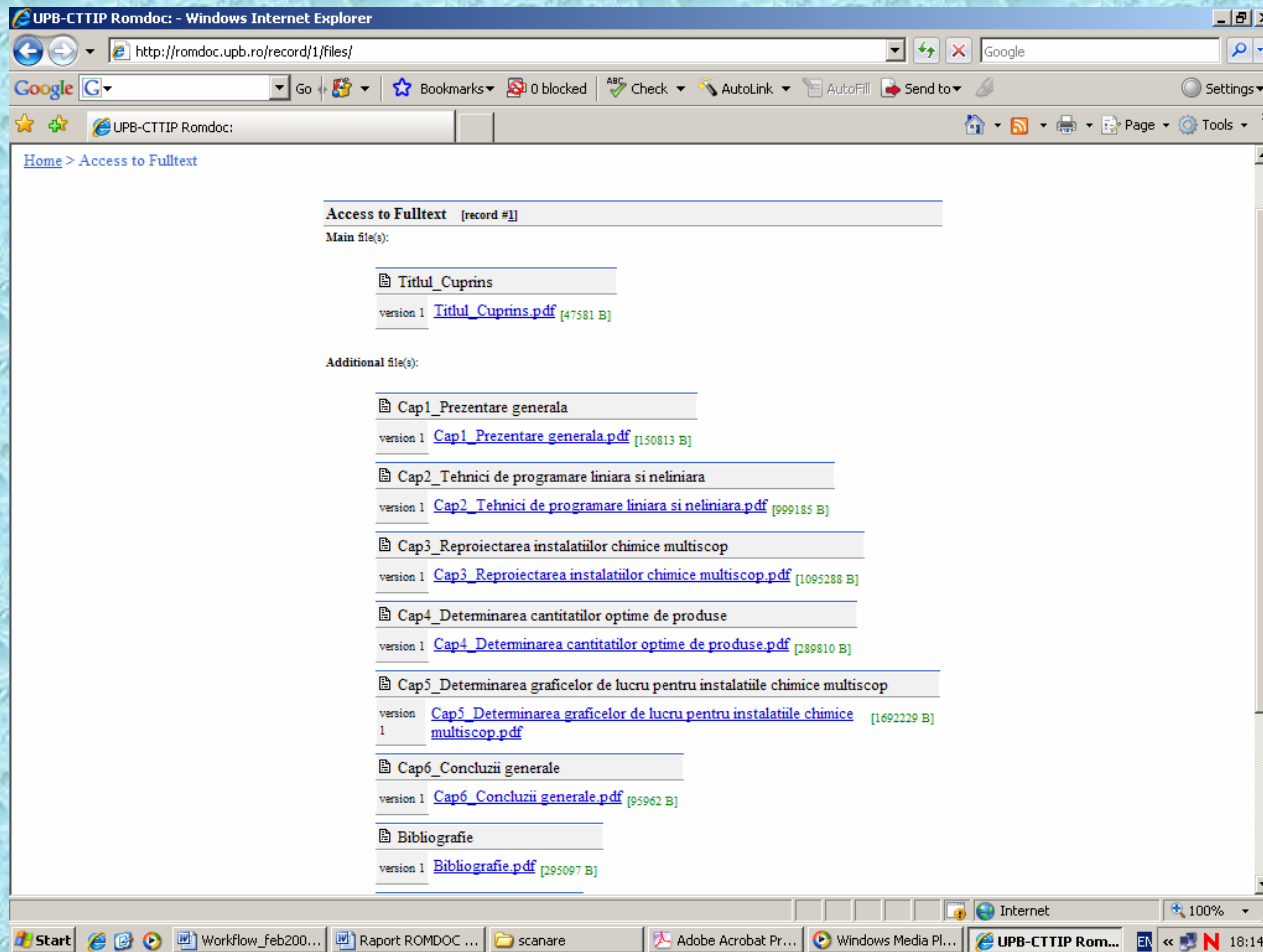 UPB-CTTIP Romdoc: - Windows Internet Explorer
http://romdoc.upb.ro/record/1/files/
Google
Google G Go Bookmarks 0 blocked ABC Check AutoLink AutoFill Send to Settings
UPB-CTTIP Romdoc: Page Tools
Home > Access to Fulltext
Access to Fulltext [record #1]
Main file(s):
Titlul_Cuprins
version 1 Titlul_Cuprins.pdf [47581 B]
Additional file(s):
Cap1_Prezentare generala
version 1 Cap1_Prezentare generala.pdf [150813 B]
Cap2_Tehnici de programare liniara si neliniara
version 1 Cap2_Tehnici de programare liniara si neliniara.pdf [999185 B]
Cap3_Reproiectarea instalatiilor chimice multiscop
version 1 Cap3_Reproiectarea instalatiilor chimice multiscop.pdf [1095288 B]
Cap4_Determinarea cantitatilor optime de produse
version 1 Cap4_Determinarea cantitatilor optime de produse.pdf [289810 B]
Cap5_Determinarea graficelor de lucru pentru instalatiile chimice multiscop
version Cap5_Determinarea graficelor de lucru pentru instalatiile chimice [1692229 B]
1 multiscop.pdf
Cap6_Concluzii generale
version 1 Cap6_Concluzii generale.pdf [95962 B]
Bibliografie
version 1 Bibliografie.pdf [295097 B]
Internet 100%
Start Workflow_feb200... Raport ROMDOC ... scanare Adobe Acrobat Pr... Windows Media Pl... UPB-CTTIP Rom... EN « N 18:14